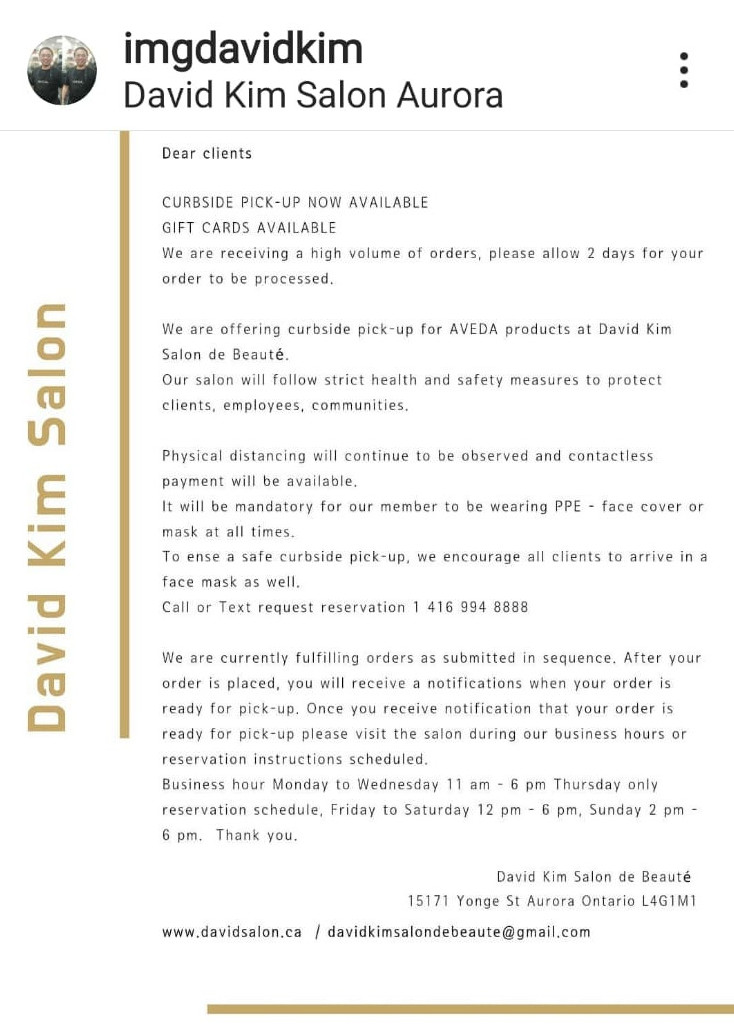 imgdavidkim
David Kim Salon Aurora
David Kim Salon
Dear clients
CURBSIDE PICK-UP NOW AVAILABLE
GIFT CARDS AVAILABLE
We are receiving a high volume of orders, please allow 2 days for your
order to be processed.
We are offering curbside pick-up for AVEDA products at David Kim
Salon de Beauté.
Our salon will follow strict health and safety measures to protect
clients, employees, communities.
Physical distancing will continue to be observed and contactless
payment will be available.
It will be mandatory for our member to be wearing PPE - face cover or
mask at all times.
To ense a safe curbside pick-up, we encourage all clients to arrive in a
face mask as well.
Call or Text request reservation 1 416 994 8888
We are currently fulfilling orders as submitted in sequence. After your
order is placed, you will receive a notifications when your order is
ready for pick-up. Once you receive notification that your order is
ready for pick-up please visit the salon during our business hours or
reservation instructions scheduled.
Business hour Monday to Wednesday 11 am - 6 pm Thursday only
reservation schedule, Friday to Saturday 12 pm - 6 pm, Sunday 2 pm -
6 pm. Thank you.
David Kim Salon de Beauté
15171 Yonge St Aurora Ontario L4G1M1
www.davidsalon.ca / davidkimsalondebeaute@gmail.com